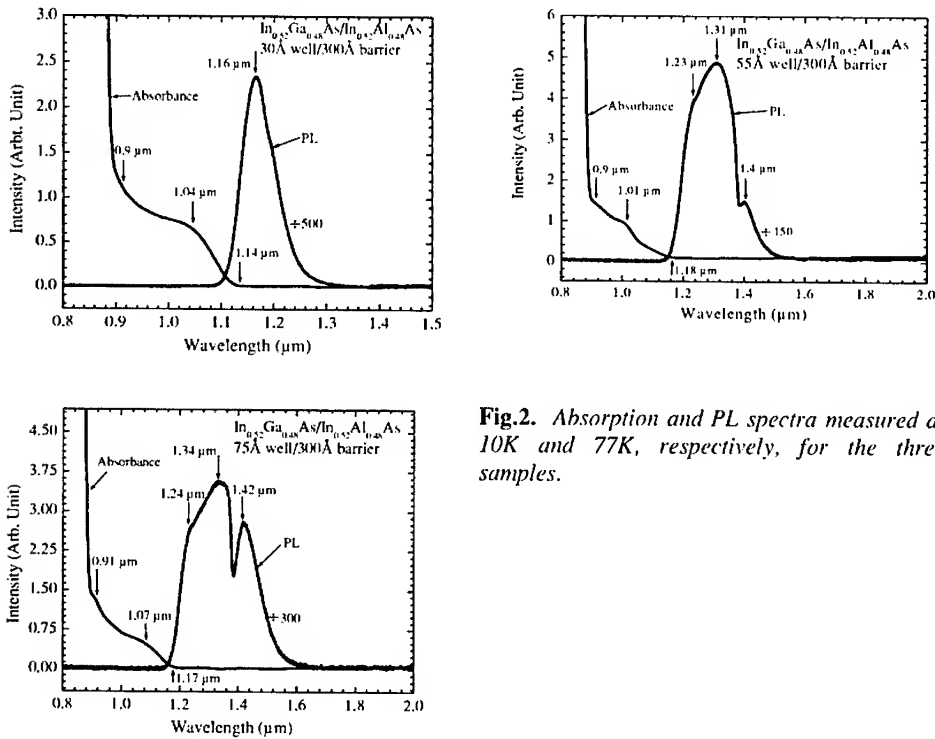 In0.52Ga0.48As/In0.52Al0.48As
30Å well/300Å barrier
1.16 µm
Absorbance
PL
0.9 µm
1.04 µm
1.14 µm
÷500
Intensity (Arbt. Unit)
3.0
2.5
2.0
1.5
1.0
0.5
0.0
0.8 0.9 1.0 1.1 1.2 1.3 1.4 1.5
Wavelength (µm)
In0.52Ga0.48As/In0.52Al0.48As
55Å well/300Å barrier
1.31 µm
1.23 µm
Absorbance
PL
0.9 µm
1.01 µm
1.4 µm
÷150
1.18 µm
Intensity (Arb. Unit)
6
5
4
3
2
1
0
0.8 1.0 1.2 1.4 1.6 1.8 2.0
Wavelength (µm)
In0.52Ga0.48As/In0.52Al0.48As
75Å well/300Å barrier
1.34 µm
1.24 µm
1.42 µm
Absorbance
PL
0.91 µm
1.07 µm
÷300
1.17 µm
Intensity (Arb. Unit)
4.50
3.75
3.00
2.25
1.50
0.75
0.00
0.8 1.0 1.2 1.4 1.6 1.8 2.0
Wavelength (µm)
Fig.2. Absorption and PL spectra measured a
10K and 77K, respectively, for the thre
samples.